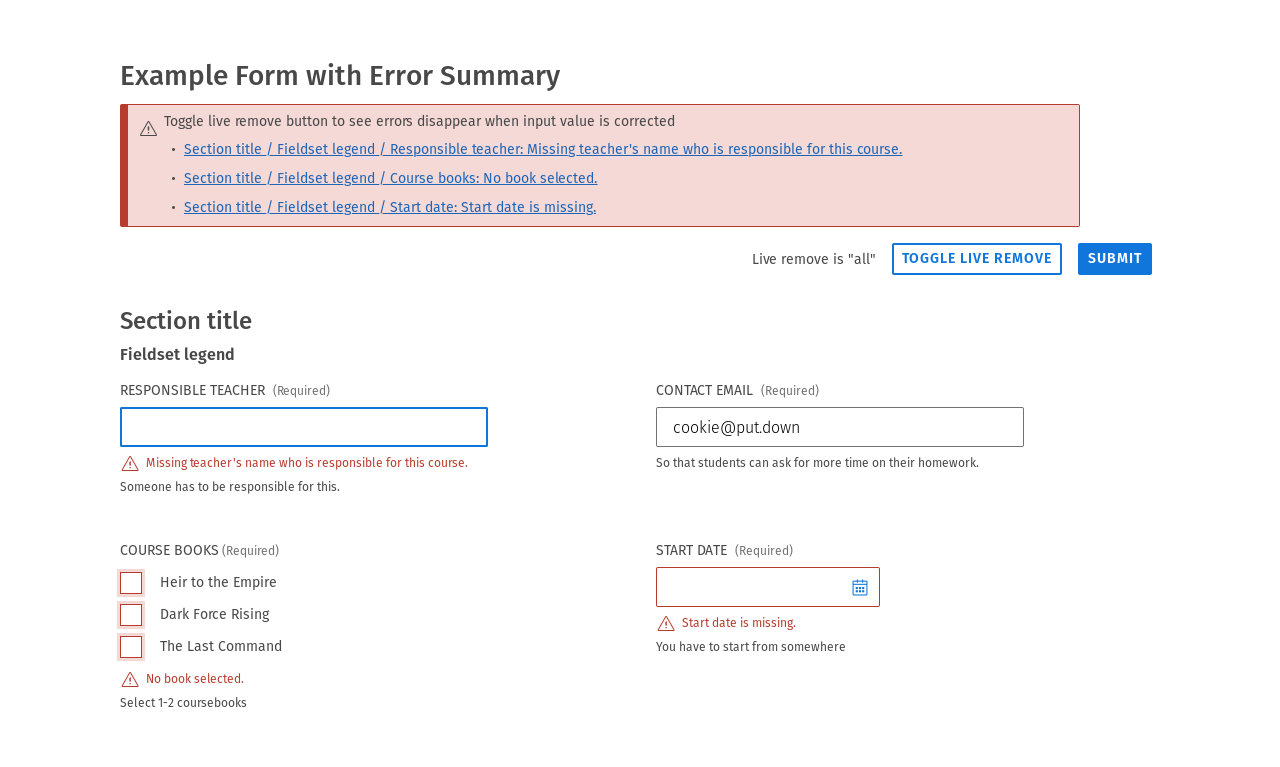 Example Form with Error Summary
Toggle live remove button to see errors disappear when input value is corrected
• Section title / Fieldset legend / Responsible teacher: Missing teacher's name who is responsible for this course.
• Section title / Fieldset legend / Course books: No book selected.
• Section title / Fieldset legend / Start date: Start date is missing.
Live remove is "all" TOGGLE LIVE REMOVE SUBMIT
Section title
Fieldset legend
RESPONSIBLE TEACHER (Required)
Missing teacher's name who is responsible for this course.
Someone has to be responsible for this.
CONTACT EMAIL (Required)
cookie@put.down
So that students can ask for more time on their homework.
COURSE BOOKS (Required)
Heir to the Empire
Dark Force Rising
The Last Command
No book selected.
Select 1-2 coursebooks
START DATE (Required)
Start date is missing.
You have to start from somewhere